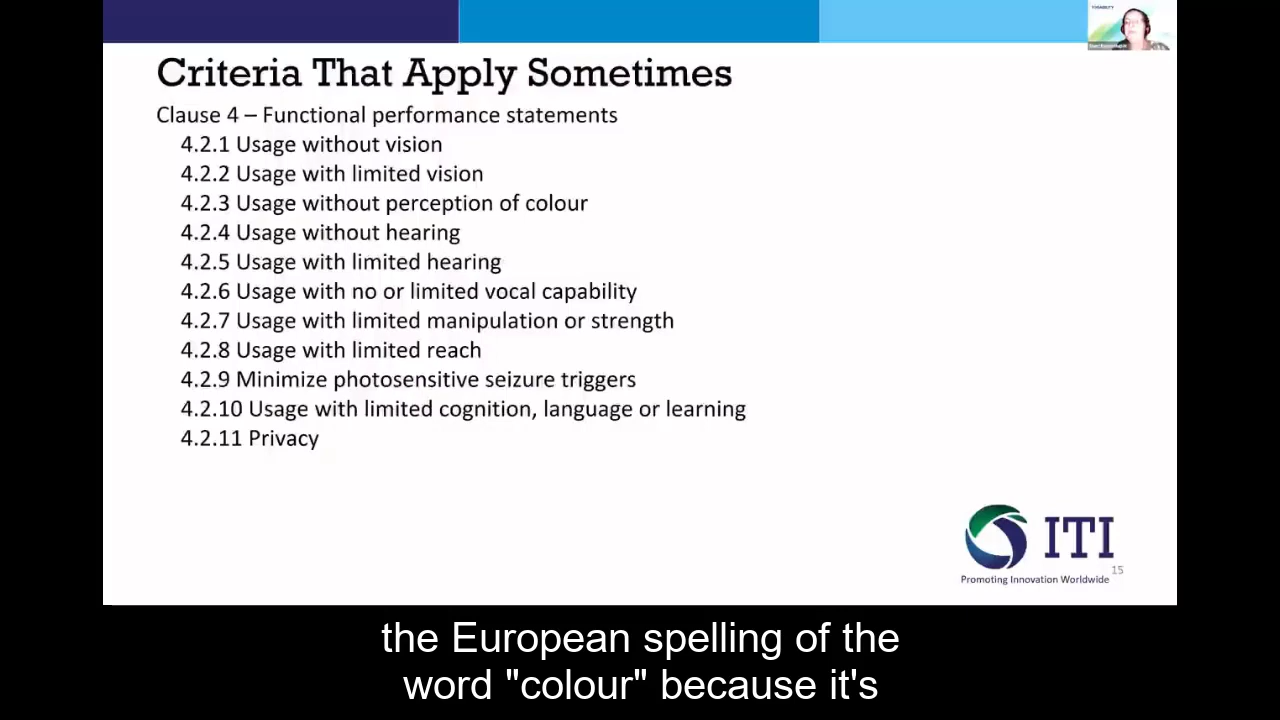 Criteria That Apply Sometimes
Clause 4 – Functional performance statements
4.2.1 Usage without vision
4.2.2 Usage with limited vision
4.2.3 Usage without perception of colour
4.2.4 Usage without hearing
4.2.5 Usage with limited hearing
4.2.6 Usage with no or limited vocal capability
4.2.7 Usage with limited manipulation or strength
4.2.8 Usage with limited reach
4.2.9 Minimize photosensitive seizure triggers
4.2.10 Usage with limited cognition, language or learning
4.2.11 Privacy
ITI
Promoting Innovation Worldwide
15
the European spelling of the
word "colour" because it's